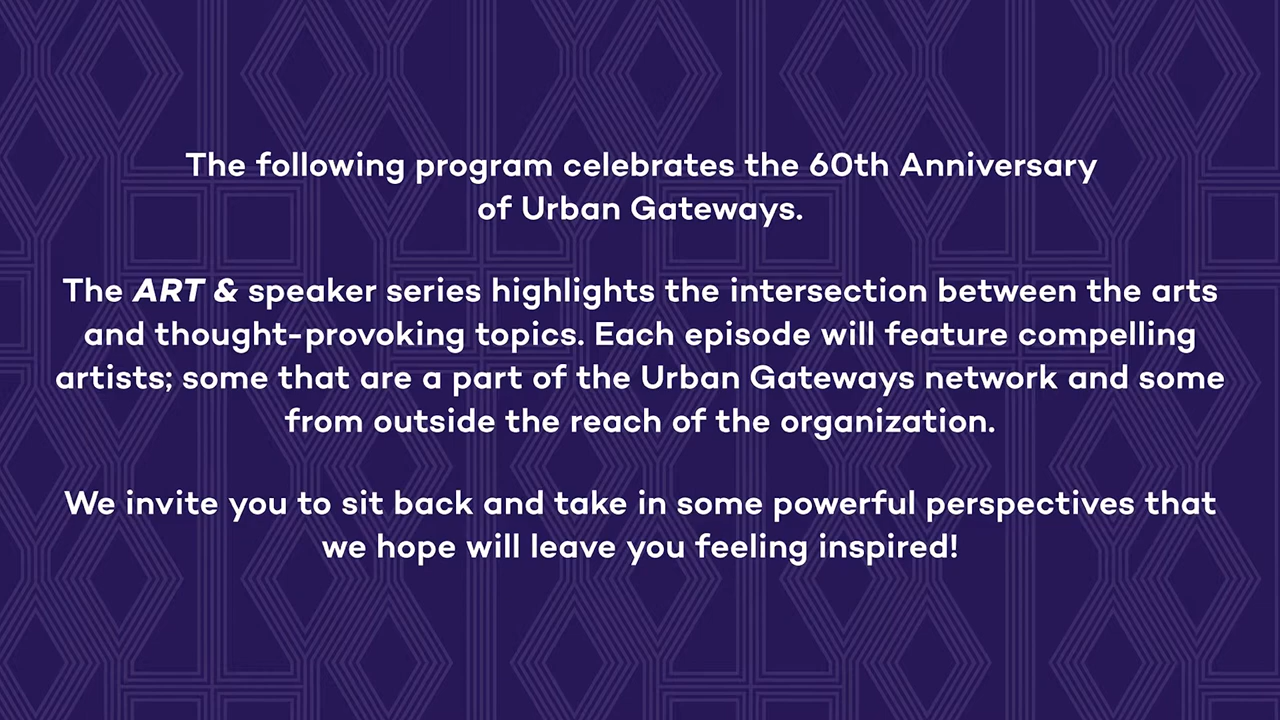 The following program celebrates the 60th Anniversary
of Urban Gateways.
The ART & speaker series highlights the intersection between the arts
and thought-provoking topics. Each episode will feature compelling
artists; some that are a part of the Urban Gateways network and some
from outside the reach of the organization.
We invite you to sit back and take in some powerful perspectives that
we hope will leave you feeling inspired!